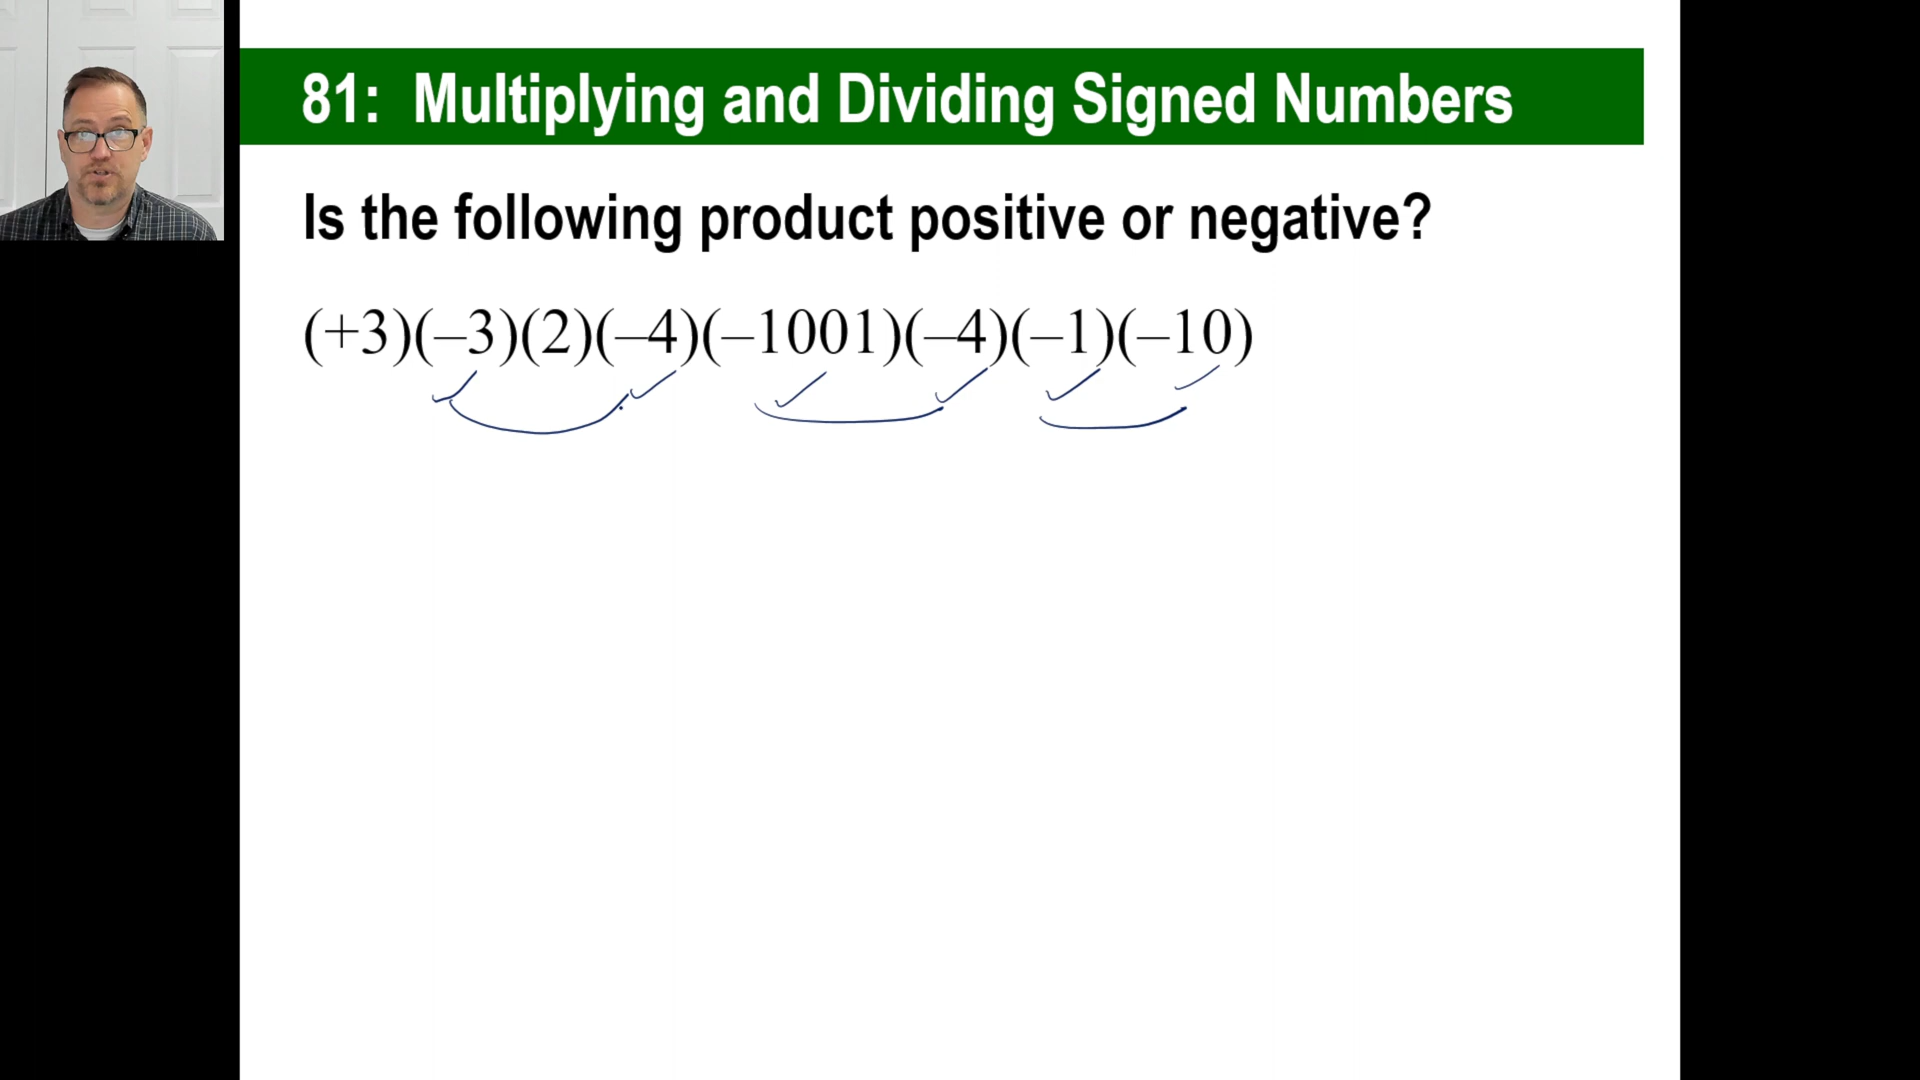 81: Multiplying and Dividing Signed Numbers
Is the following product positive or negative?
(+3)(–3)(2)(–4)(–1001)(–4)(–1)(–10)